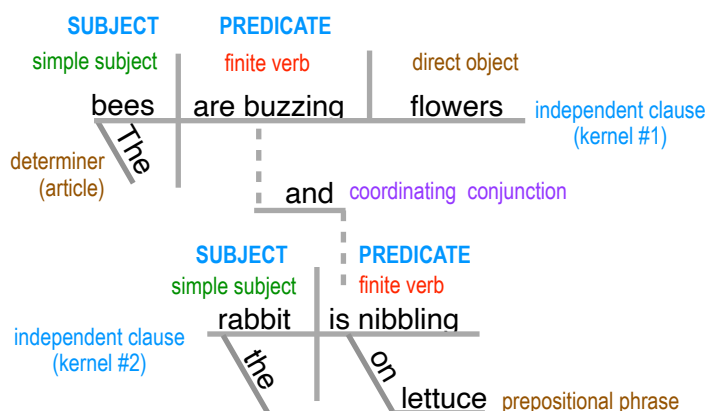 SUBJECT PREDICATE
simple subject finite verb direct object
bees are buzzing flowers independent clause
(kernel #1)
The
determiner
(article)
and coordinating conjunction
SUBJECT PREDICATE
simple subject finite verb
rabbit is nibbling
independent clause
(kernel #2)
the on
lettuce prepositional phrase